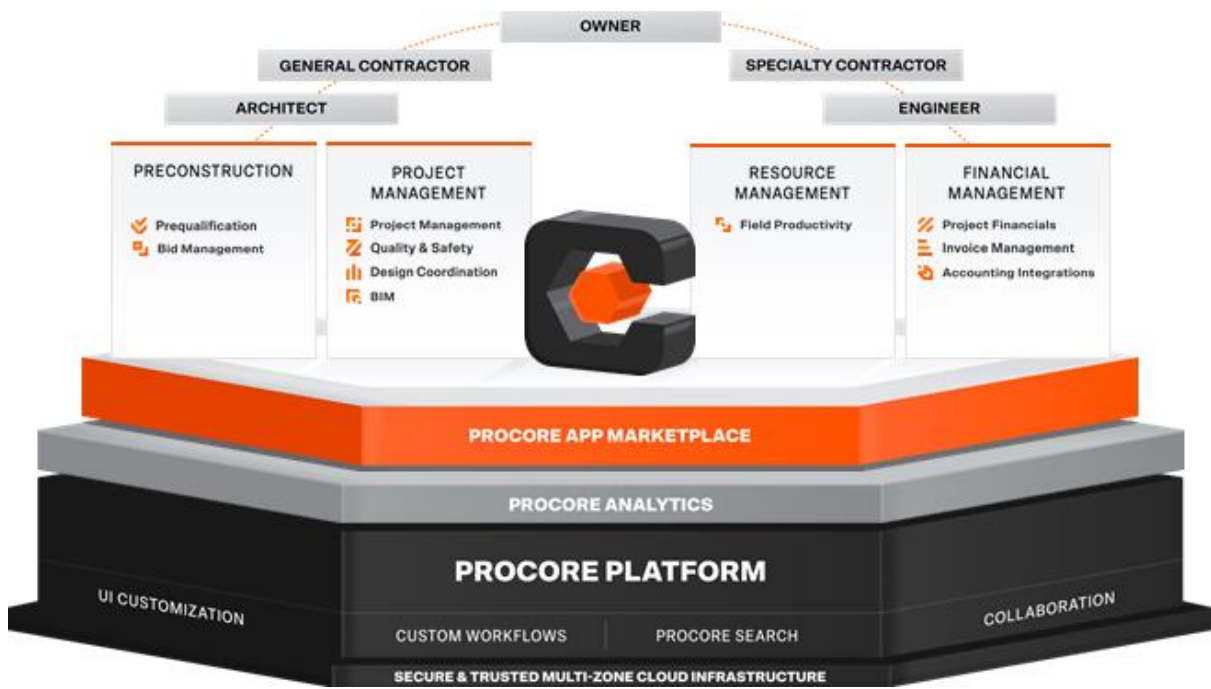 OWNER
GENERAL CONTRACTOR
SPECIALTY CONTRACTOR
ARCHITECT
ENGINEER
PRECONSTRUCTION
Prequalification
Bid Management
PROJECT
MANAGEMENT
Project Management
Quality & Safety
Design Coordination
BIM
RESOURCE
MANAGEMENT
Field Productivity
FINANCIAL
MANAGEMENT
Project Financials
Invoice Management
Accounting Integrations
PROCORE APP MARKETPLACE
PROCORE ANALYTICS
PROCORE PLATFORM
UI CUSTOMIZATION
CUSTOM WORKFLOWS
PROCORE SEARCH
COLLABORATION
SECURE & TRUSTED MULTI-ZONE CLOUD INFRASTRUCTURE